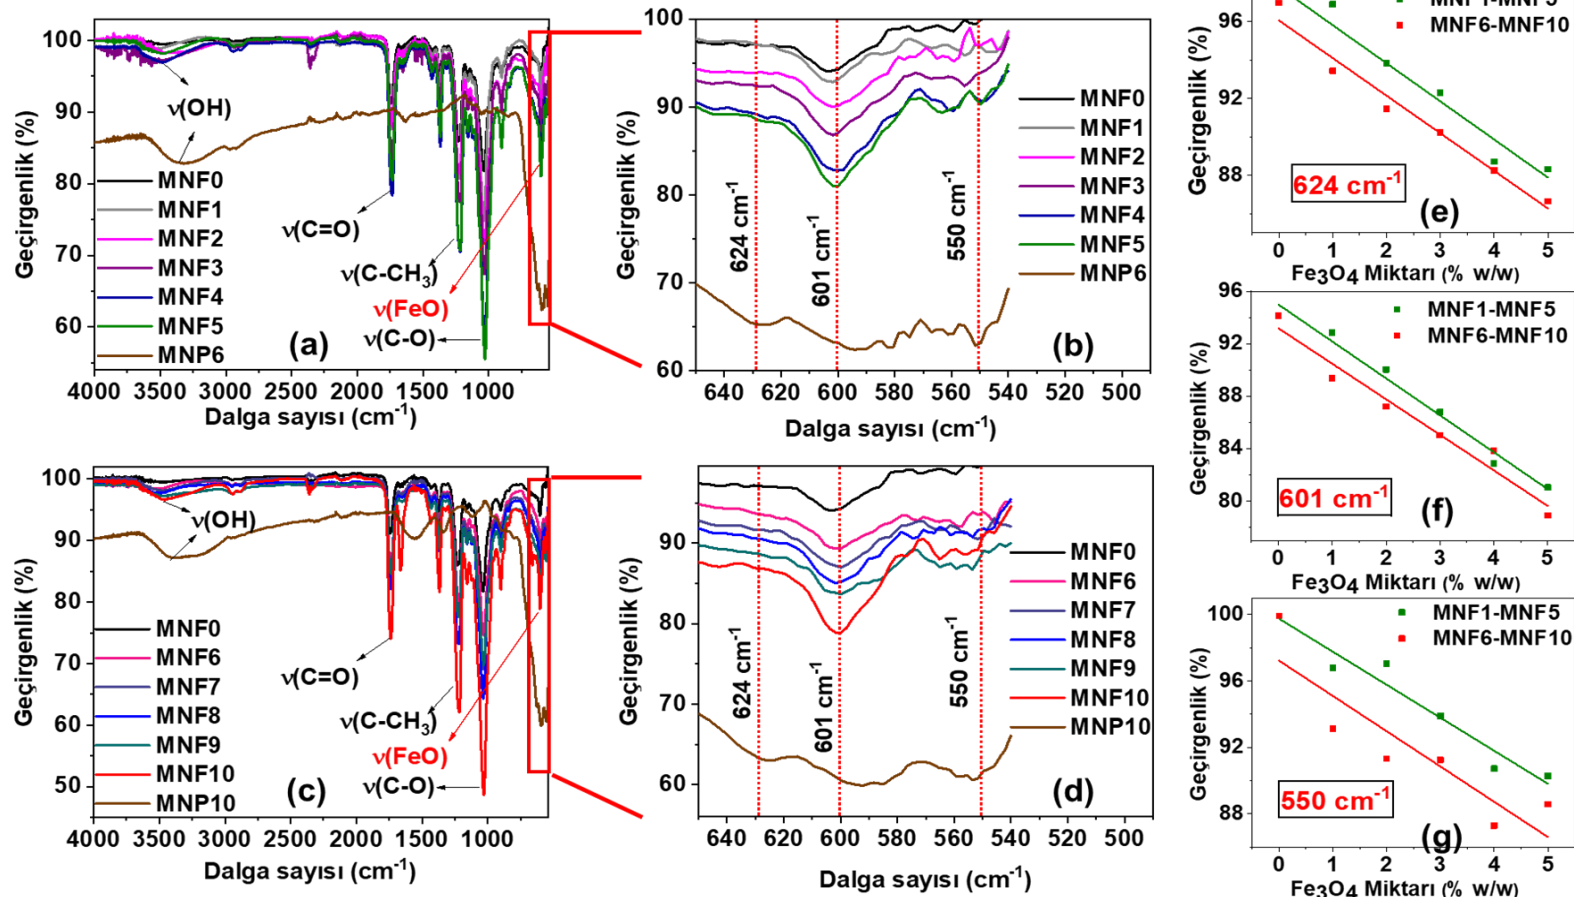 100
90
80
70
60
Geçirgenlik (%)
ν(OH)
MNF0
MNF1
MNF2
MNF3
MNF4
MNF5
MNP6
ν(C=O)
ν(C-CH3)
ν(FeO)
ν(C-O)
(a)
4000 3500 3000 2500 2000 1500 1000
Dalga sayısı (cm-1)
100
90
80
70
60
Geçirgenlik (%)
624 cm-1
601 cm-1
550 cm-1
MNF0
MNF1
MNF2
MNF3
MNF4
MNF5
MNP6
(b)
640 620 600 580 560 540 520 500
Dalga sayısı (cm-1)
100
90
80
70
60
50
Geçirgenlik (%)
ν(OH)
MNF0
MNF6
MNF7
MNF8
MNF9
MNF10
MNP10
ν(C=O)
ν(C-CH3)
ν(FeO)
ν(C-O)
(c)
4000 3500 3000 2500 2000 1500 1000
Dalga sayısı (cm-1)
90
80
70
60
Geçirgenlik (%)
624 cm-1
601 cm-1
550 cm-1
MNF0
MNF6
MNF7
MNF8
MNF9
MNF10
MNP10
(d)
640 620 600 580 560 540 520 500
Dalga sayısı (cm-1)
MNF1-MNF5
MNF6-MNF10
96
92
88
Geçirgenlik (%)
624 cm-1
(e)
0 1 2 3 4 5
Fe3O4 Miktarı (% w/w)
96
92
88
84
80
Geçirgenlik (%)
MNF1-MNF5
MNF6-MNF10
601 cm-1
(f)
0 1 2 3 4 5
Fe3O4 Miktarı (% w/w)
100
96
92
88
Geçirgenlik (%)
MNF1-MNF5
MNF6-MNF10
550 cm-1
(g)
0 1 2 3 4 5
Fe3O4 Miktarı (% w/w)